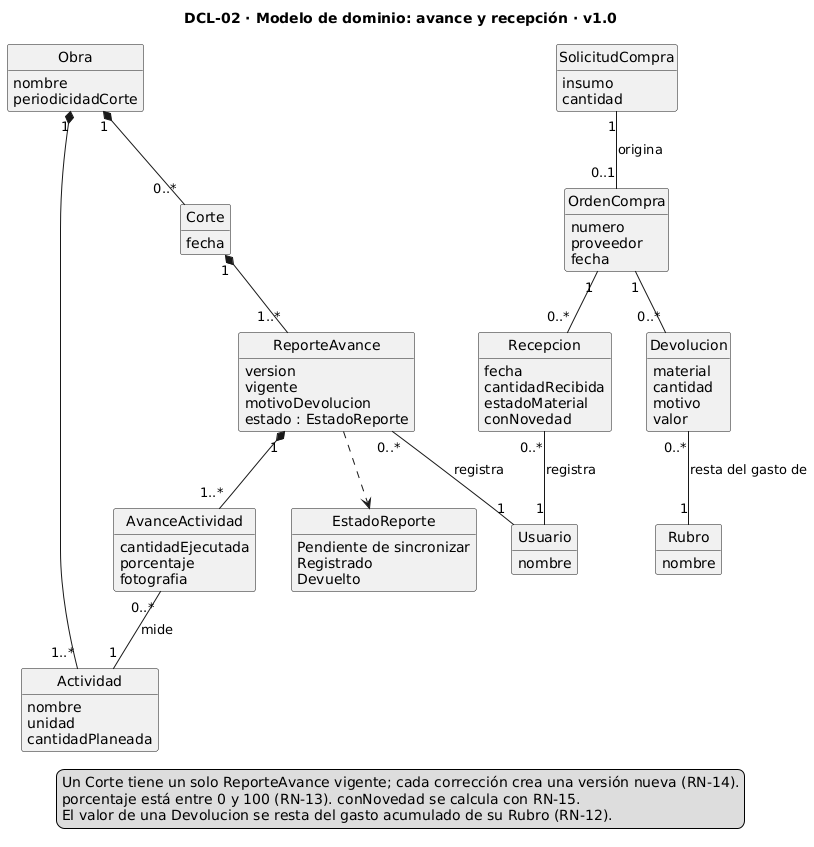 DCL-02 · Modelo de dominio: avance y recepción · v1.0
Obra
nombre
periodicidadCorte
SolicitudCompra
insumo
cantidad
1
1
1
origina
0..*
0..1
Corte
fecha
OrdenCompra
numero
proveedor
fecha
1
1
1
1..*
0..*
0..*
ReporteAvance
version
vigente
motivoDevolucion
estado : EstadoReporte
Recepcion
fecha
cantidadRecibida
estadoMaterial
conNovedad
Devolucion
material
cantidad
motivo
valor
1
0..*
0..*
0..*
registra
registra
resta del gasto de
1..*
1
1
1
AvanceActividad
cantidadEjecutada
porcentaje
fotografia
EstadoReporte
Pendiente de sincronizar
Registrado
Devuelto
Usuario
nombre
Rubro
nombre
0..*
mide
1..*
1
Actividad
nombre
unidad
cantidadPlaneada
Un Corte tiene un solo ReporteAvance vigente; cada corrección crea una versión nueva (RN-14).
porcentaje está entre 0 y 100 (RN-13). conNovedad se calcula con RN-15.
El valor de una Devolucion se resta del gasto acumulado de su Rubro (RN-12).